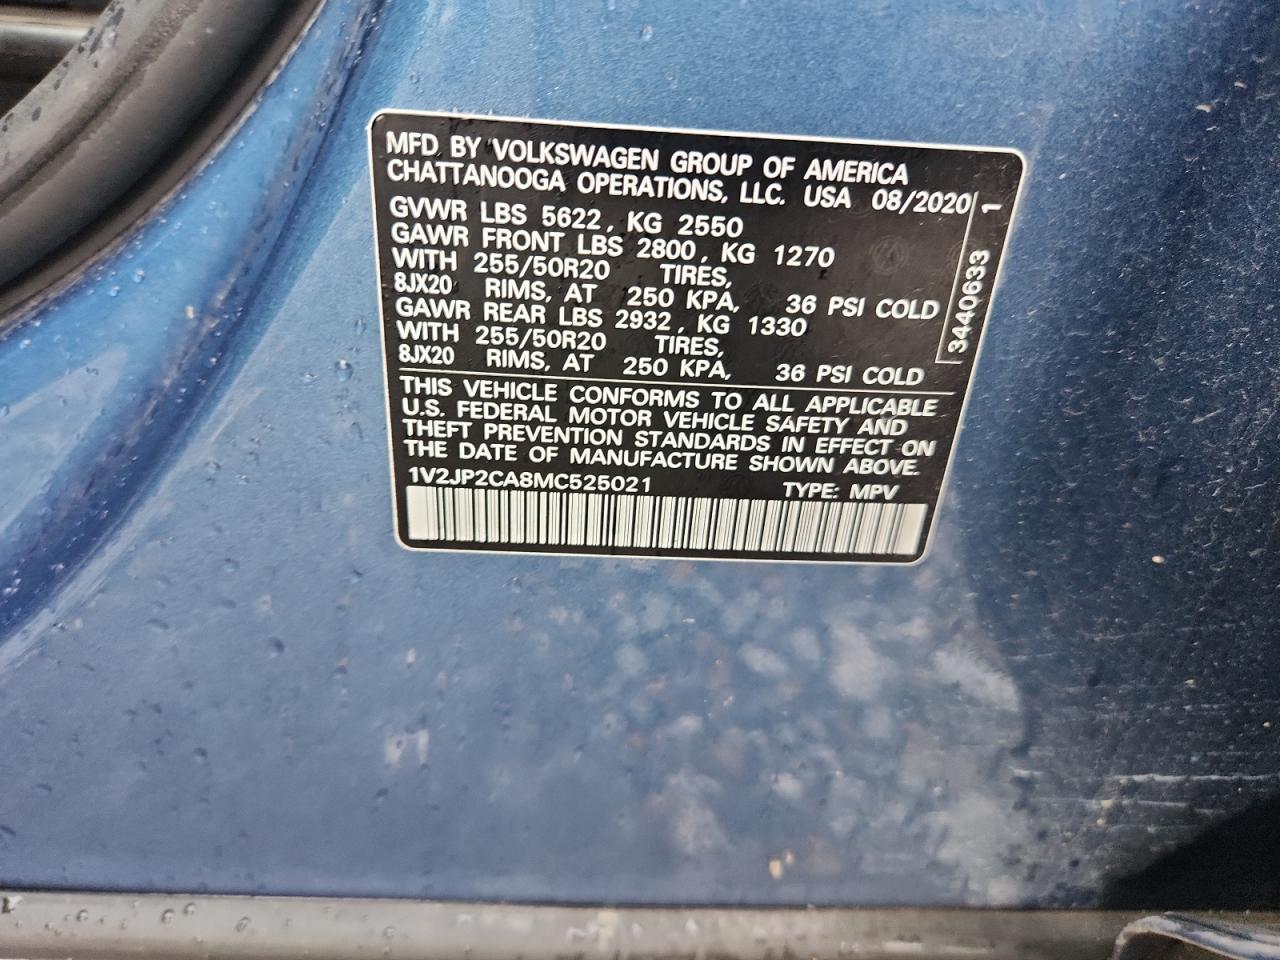 MFD BY VOLKSWAGEN GROUP OF AMERICA
CHATTANOOGA OPERATIONS, LLC. USA 08/2020
GVWR LBS 5622, KG 2550
GAWR FRONT LBS 2800, KG 1270
WITH 255/50R20 TIRES,
8JX20 RIMS, AT 250 KPA, 36 PSI COLD
GAWR REAR LBS 2932, KG 1330
WITH 255/50R20 TIRES,
8JX20 RIMS, AT 250 KPA, 36 PSI COLD
3440633 1
THIS VEHICLE CONFORMS TO ALL APPLICABLE
U.S. FEDERAL MOTOR VEHICLE SAFETY AND
THEFT PREVENTION STANDARDS IN EFFECT ON
THE DATE OF MANUFACTURE SHOWN ABOVE.
1V2JP2CA8MC525021 TYPE: MPV